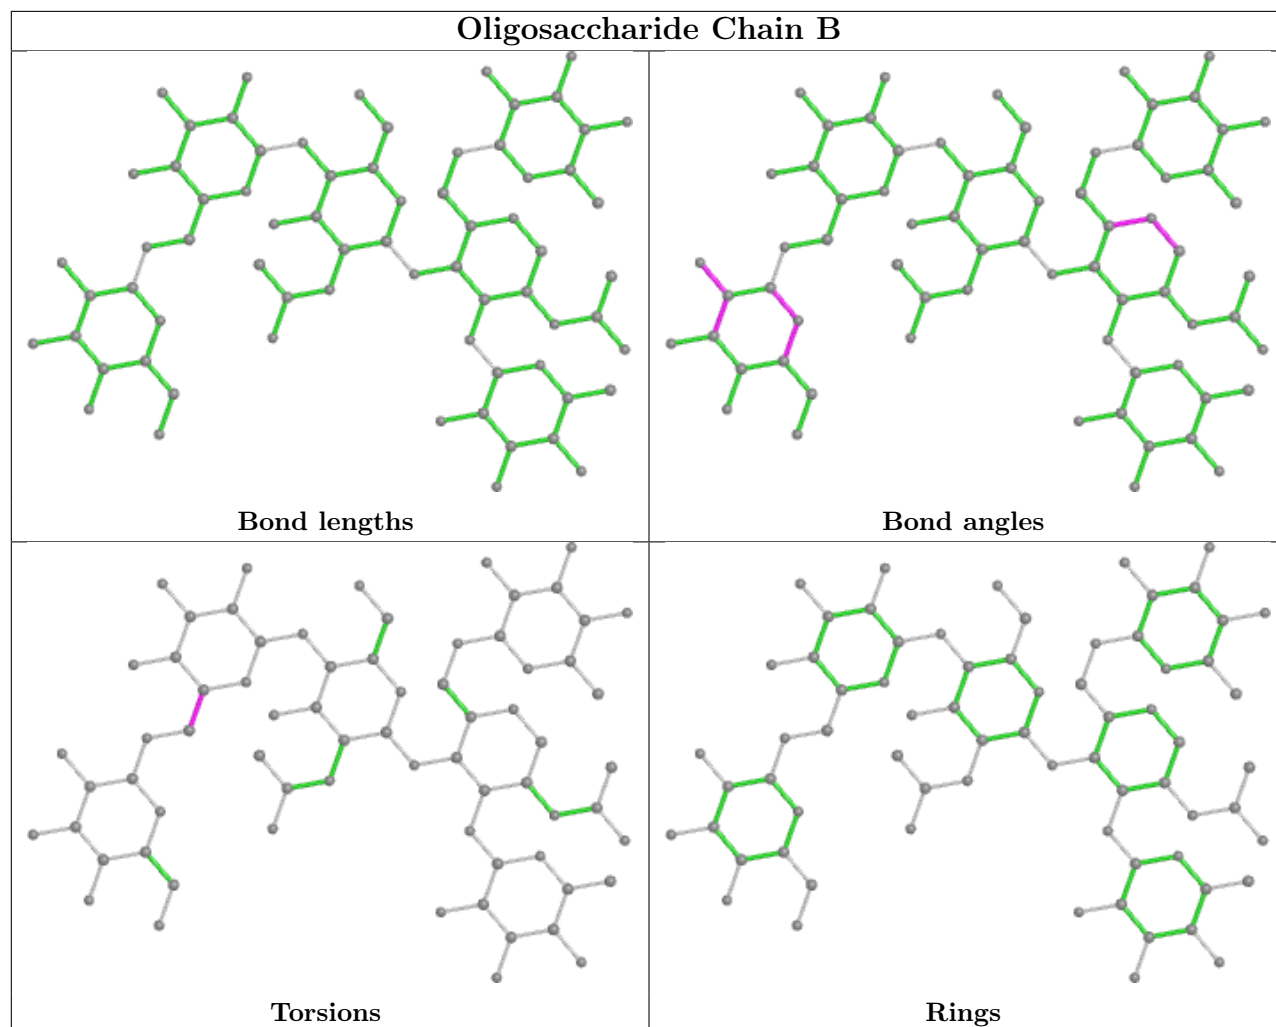 Oligosaccharide Chain B
Bond lengths
Bond angles
Torsions
Rings